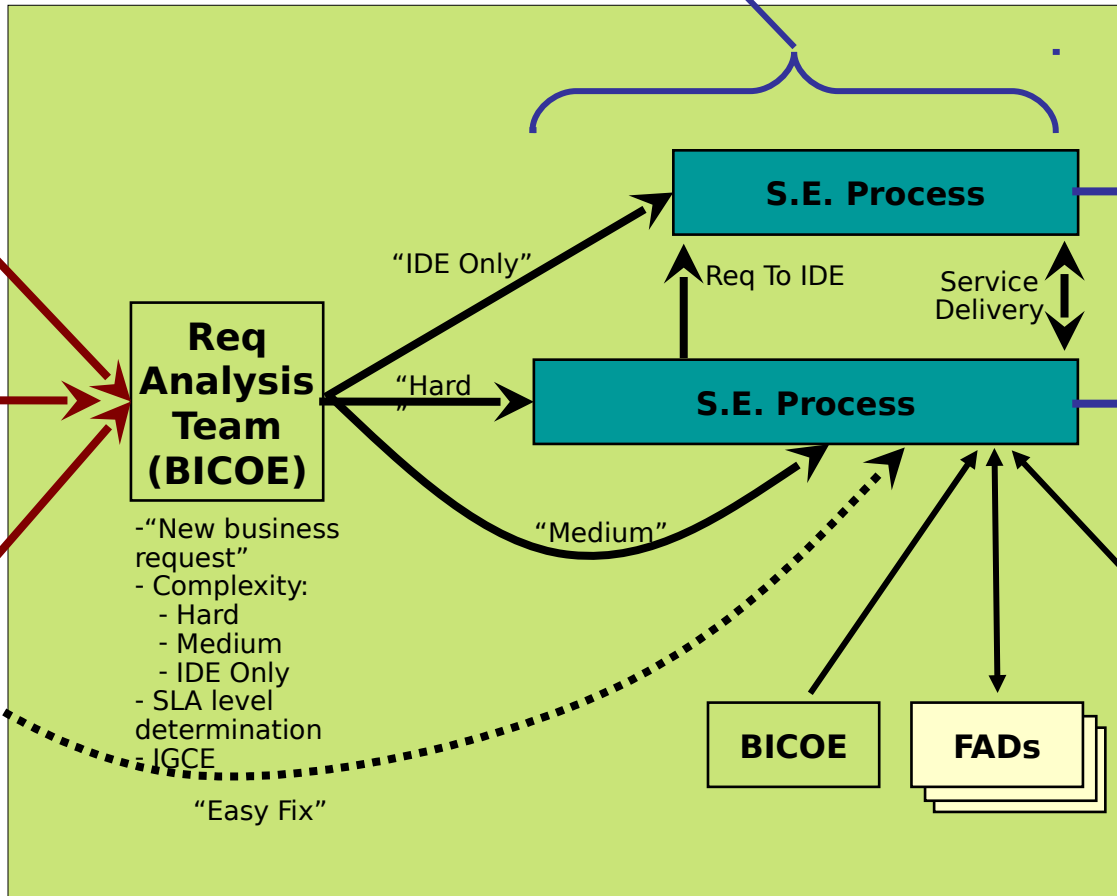 S.E. Process
“IDE Only”
Req To IDE
Service
Delivery
Req
Analysis
Team
(BICOE)
“Hard
”
S.E. Process
“Medium”
-“New business
request”
- Complexity:
- Hard
- Medium
- IDE Only
- SLA level
determination
- IGCE
“Easy Fix”
BICOE
FADs